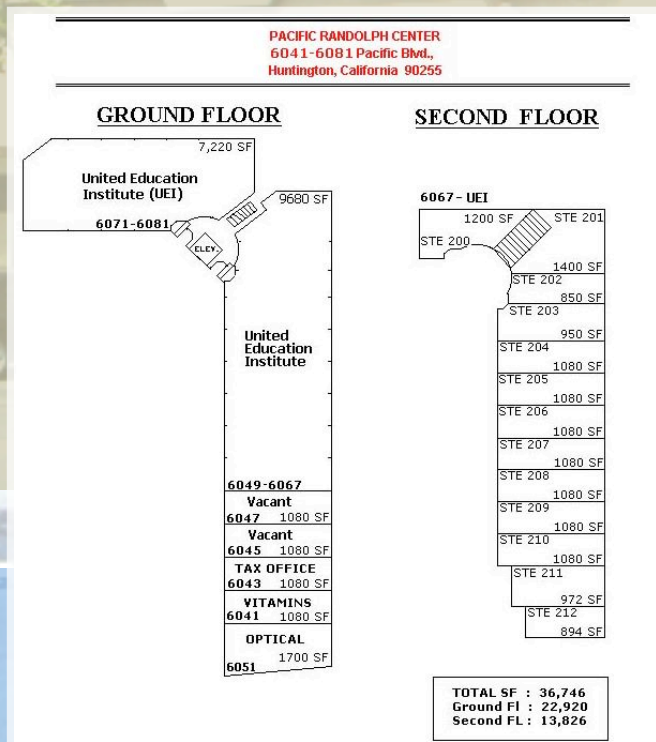 PACIFIC RANDOLPH CENTER
6041-6081 Pacific Blvd.,
Huntington, California 90255
GROUND FLOOR
7,220 SF
United Education
Institute (UEI)
6071-6081
ELEV.
9680 SF
United
Education
Institute
6049-6067
Vacant
6047 1080 SF
Vacant
6045 1080 SF
TAX OFFICE
6043 1080 SF
VITAMINS
6041 1080 SF
OPTICAL
1700 SF
6051
SECOND FLOOR
6067- UEI
1200 SF STE 201
STE 200
1400 SF
STE 202
850 SF
STE 203
950 SF
STE 204
1080 SF
STE 205
1080 SF
STE 206
1080 SF
STE 207
1080 SF
STE 208
1080 SF
STE 209
1080 SF
STE 210
1080 SF
STE 211
972 SF
STE 212
894 SF
TOTAL SF : 36,746
Ground Fl : 22,920
Second FL : 13,826